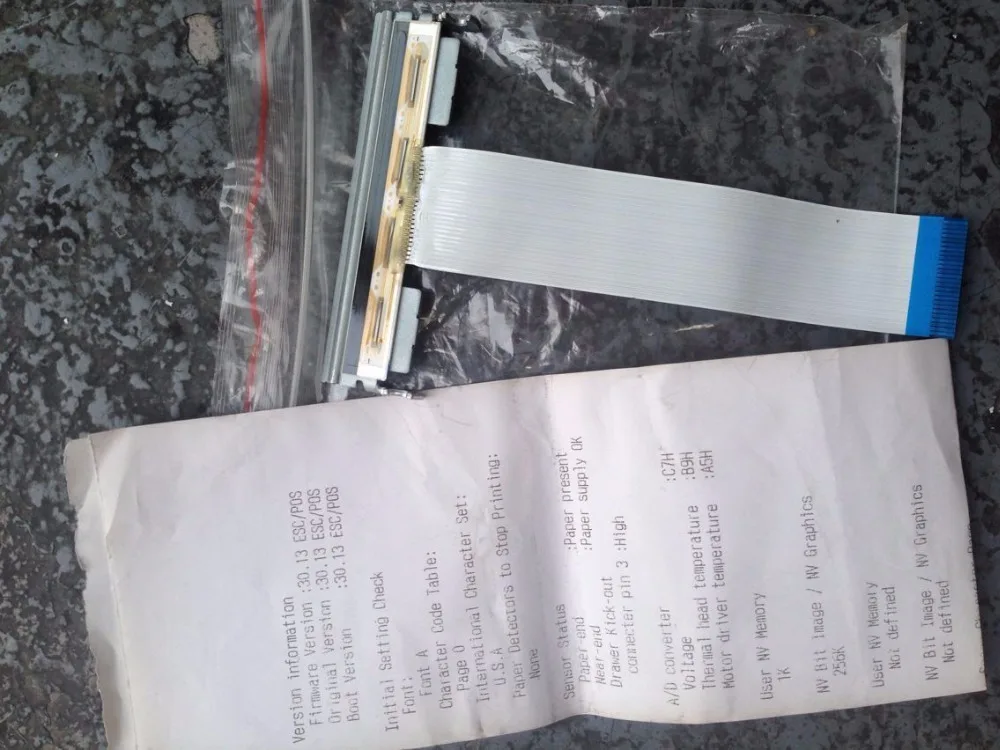 Version information
Firmware Version :30.13 ESC/POS
Original Version :30.13 ESC/POS
Boot Version :30.13 ESC/POS
Initial Setting Check
Font:
Font A
Character Code Table:
Page 0
International Character Set:
U.S.A
Paper Detectors to Stop Printing:
None
Sensor Status
Paper-end :Paper present
Near-end :Paper supply OK
Drawer Kick-out
connecter pin 3 :High
A/D converter
Voltage :C7H
Thermal head temperature :B9H
Motor driver temperature :A5H
User NV Memory
1K
NV Bit Image / NV Graphics
256K
User NV Memory
Not defined
NV Bit Image / NV Graphics
Not defined